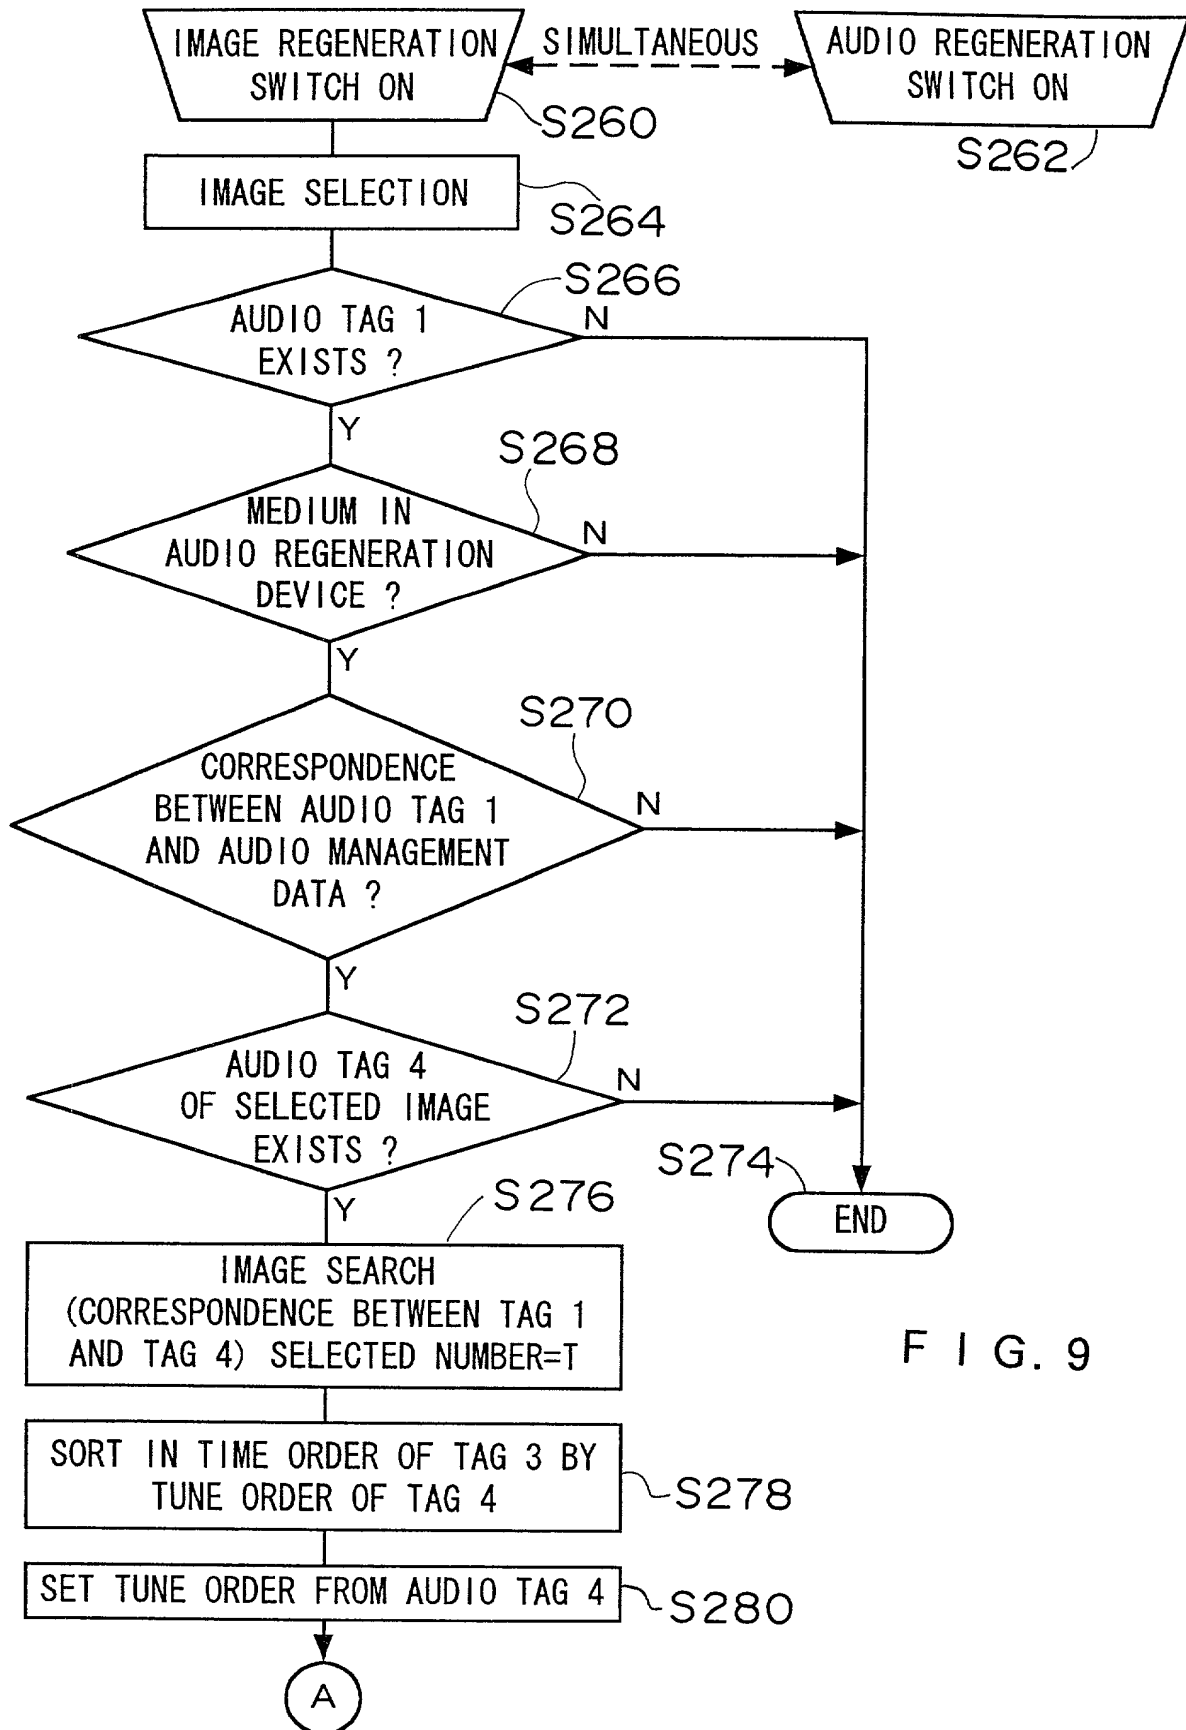 IMAGE REGENERATION
SWITCH ON
SIMULTANEOUS
AUDIO REGENERATION
SWITCH ON
S260
S262
IMAGE SELECTION
S264
S266
AUDIO TAG 1
EXISTS ?
N
Y
S268
MEDIUM IN
AUDIO REGENERATION
DEVICE ?
N
Y
S270
CORRESPONDENCE
BETWEEN AUDIO TAG 1
AND AUDIO MANAGEMENT
DATA ?
N
Y
S272
AUDIO TAG 4
OF SELECTED IMAGE
EXISTS ?
N
Y
S274
END
S276
IMAGE SEARCH
(CORRESPONDENCE BETWEEN TAG 1
AND TAG 4) SELECTED NUMBER=T
FIG. 9
SORT IN TIME ORDER OF TAG 3 BY
TUNE ORDER OF TAG 4
S278
SET TUNE ORDER FROM AUDIO TAG 4
S280
A